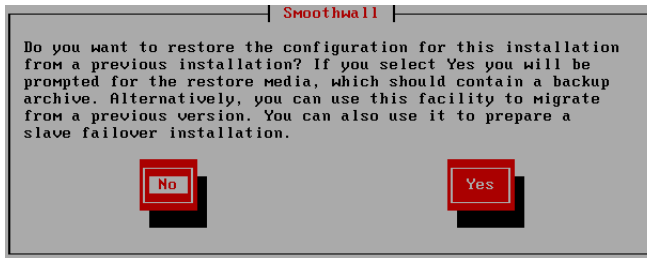 Smoothwall
Do you want to restore the configuration for this installation
from a previous installation? If you select Yes you will be
prompted for the restore media, which should contain a backup
archive. Alternatively, you can use this facility to migrate
from a previous version. You can also use it to prepare a
slave failover installation.
No
Yes